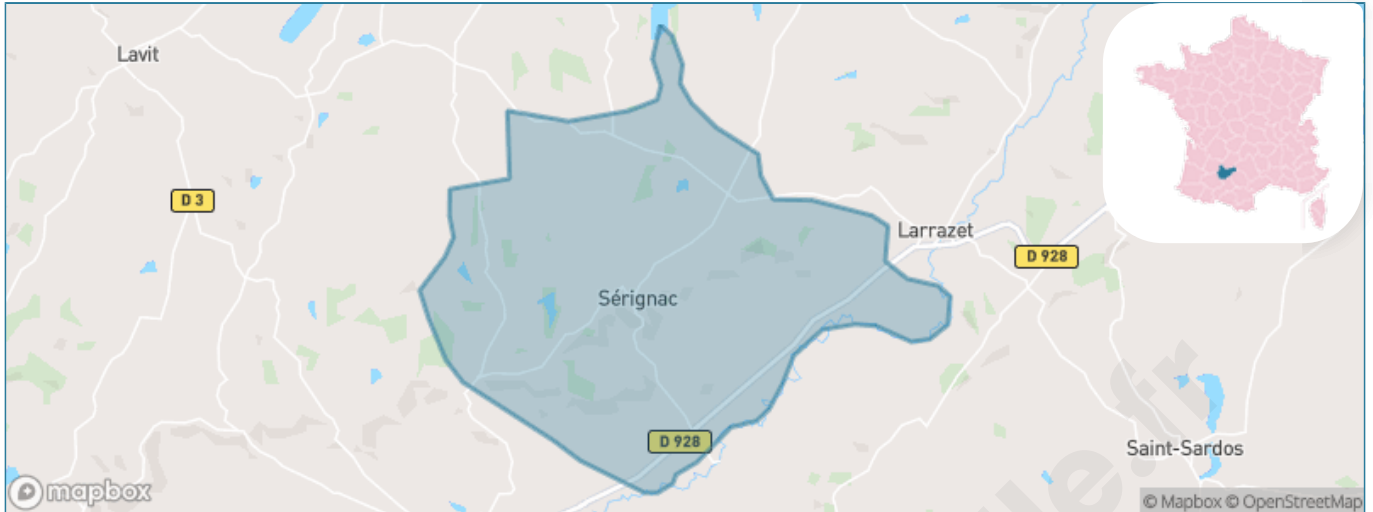 Lavit
D 3
Larrazet
D 928
Sérignac
D 928
Saint-Sardos
mapbox
© Mapbox © OpenStreetMap